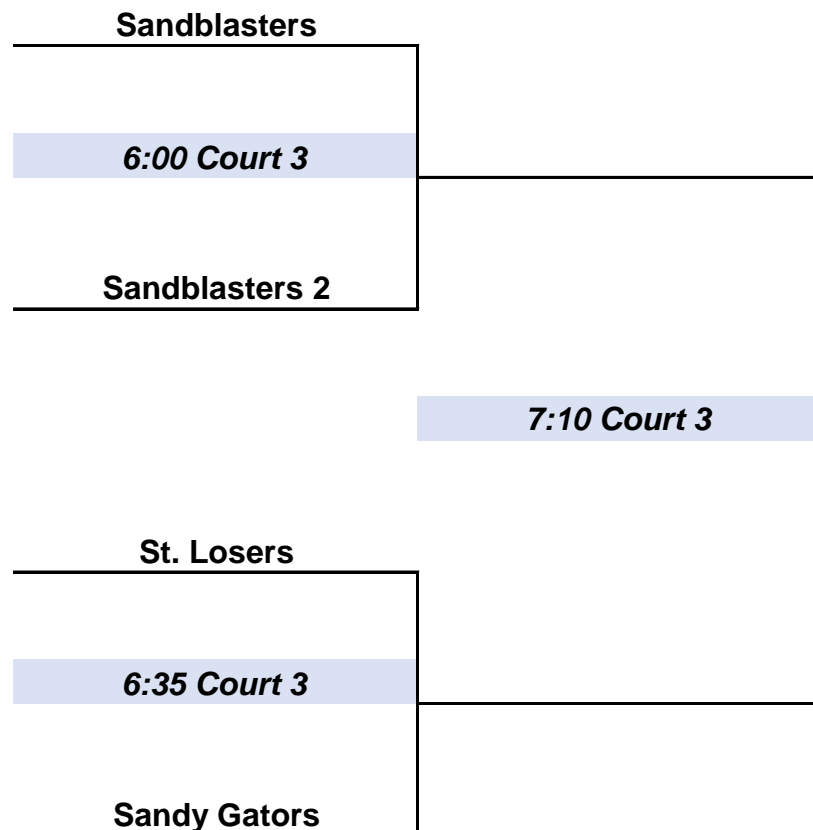 Sandblasters
6:00 Court 3
Sandblasters 2
7:10 Court 3
St. Losers
6:35 Court 3
Sandy Gators